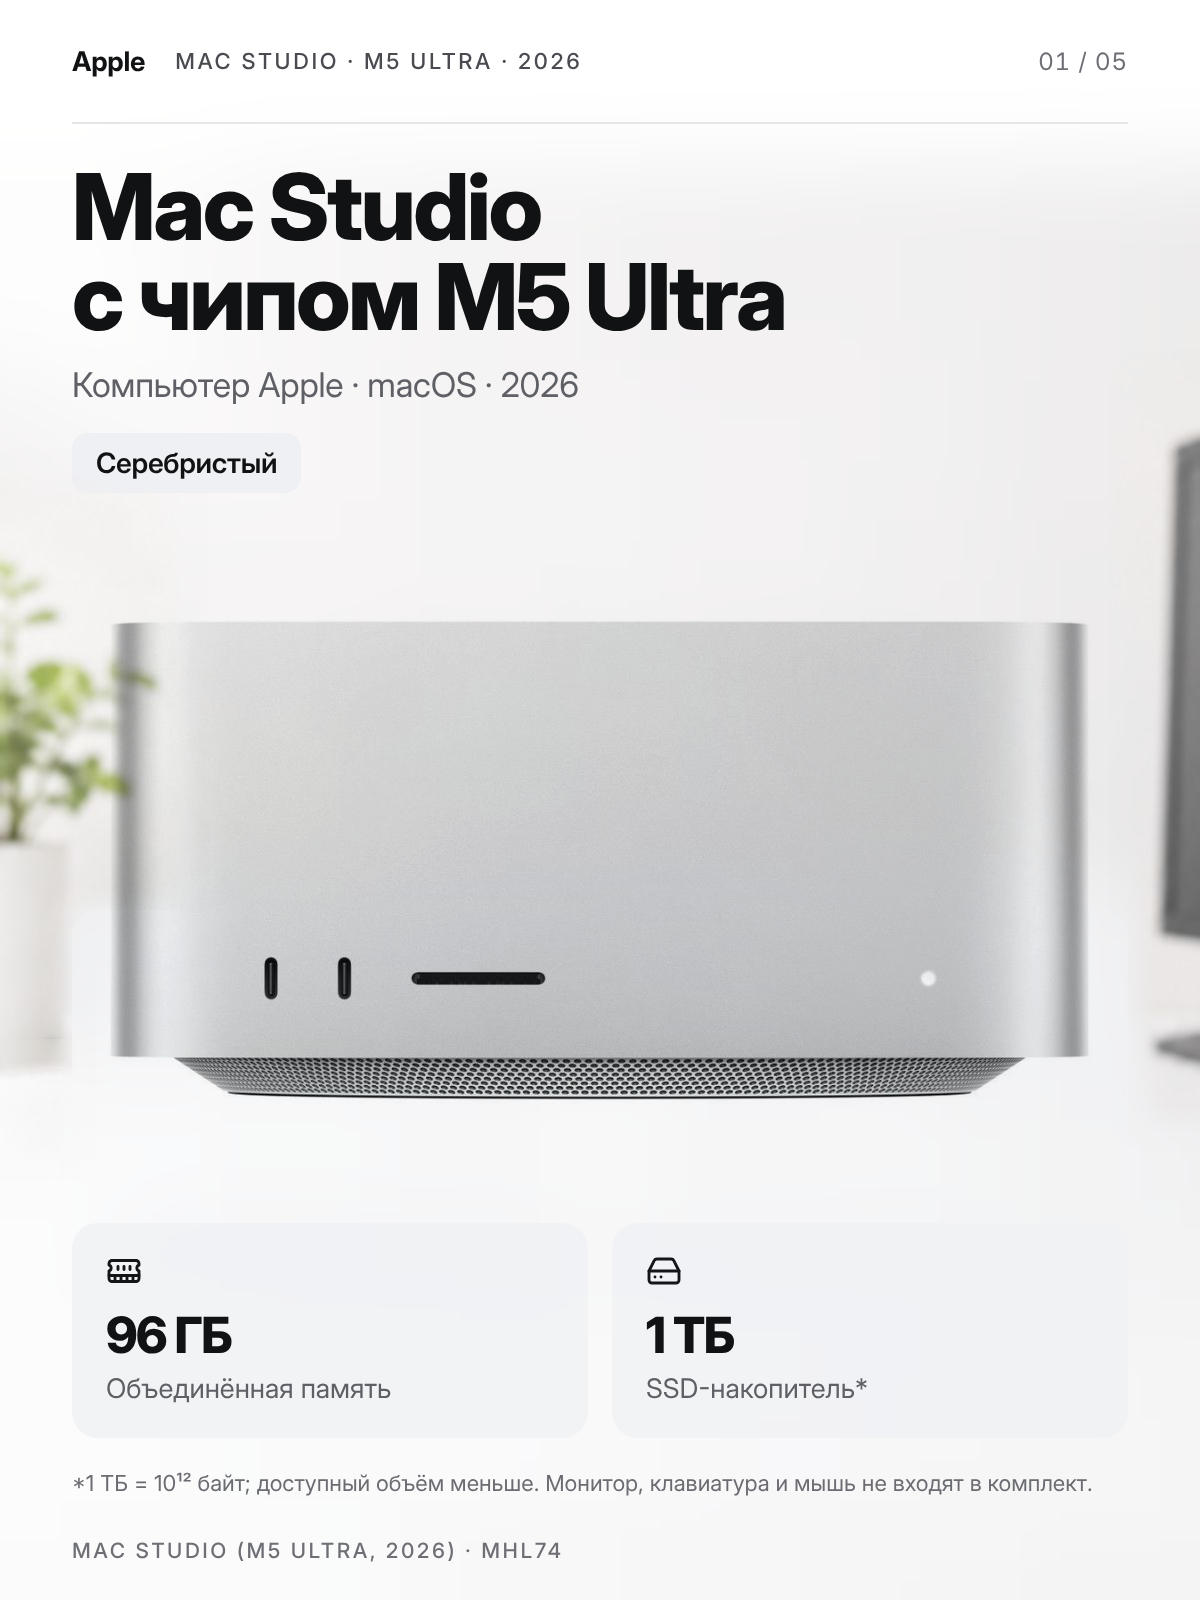 Apple MAC STUDIO · M5 ULTRA · 2026 01 / 05
Mac Studio
с чипом M5 Ultra
Компьютер Apple · macOS · 2026
Серебристый
96 ГБ
Объединённая память
1 ТБ
SSD-накопитель*
*1 ТБ = 10¹² байт; доступный объём меньше. Монитор, клавиатура и мышь не входят в комплект.
MAC STUDIO (M5 ULTRA, 2026) · MHL74